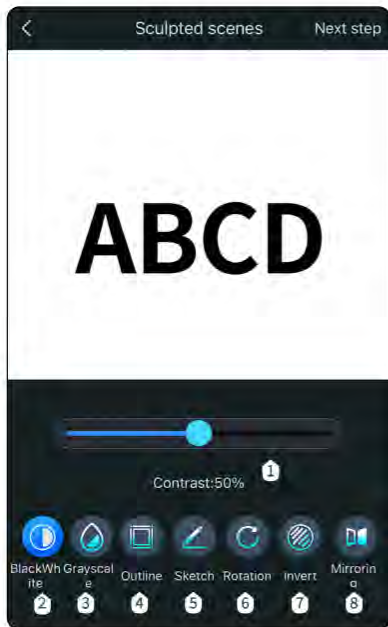 Sculpted scenes Next step
ABCD
1
Contrast:50%
BlackWh
ite
Grayscal
e
Outline
Sketch
Rotation
Invert
Mirrorin
g
2 3 4 5 6 7 8